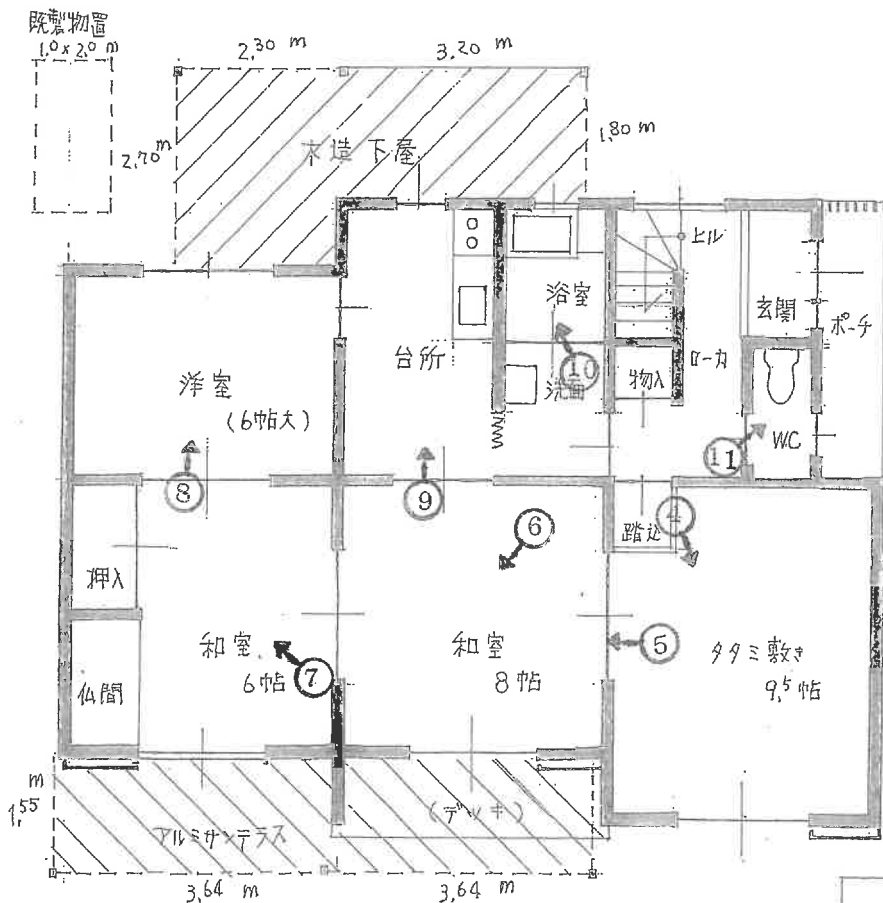 既製物置
1.0×2.0 m
2.30 m
3.20 m
2.70 m
1.80 m
木造下屋
ヒル
浴室
玄関
ポーチ
台所
洋室
(6帖大)
⑩
洗面
物入
ローカ
WC
⑪
⑧
⑨
⑥
踏込
④
押入
和室
6帖
⑦
和室
8帖
⑤
タタミ敷き
9.5帖
仏間
1.55 m
アルミサンテラス
(デッキ)
3.64 m
3.64 m